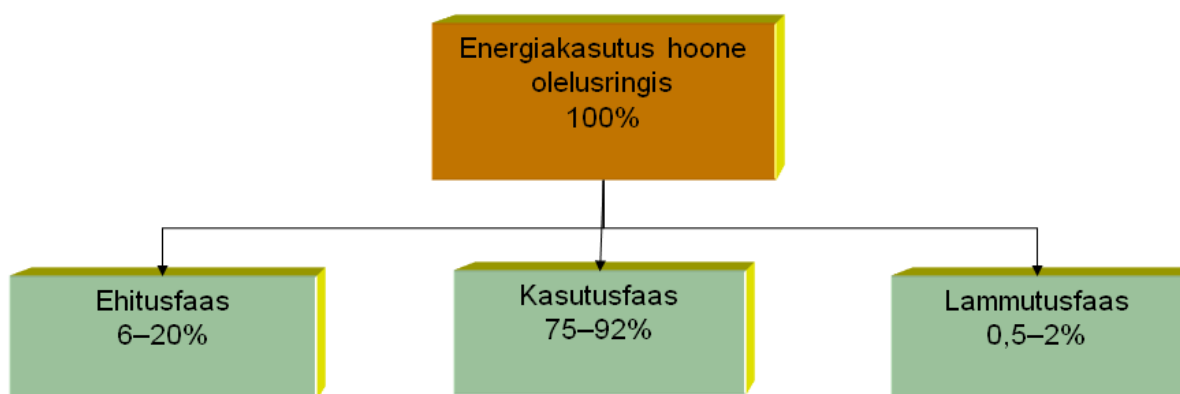 Energiakasutus hoone
olelusringis
100%
Ehitusfaas
6–20%
Kasutusfaas
75–92%
Lammutusfaas
0,5–2%